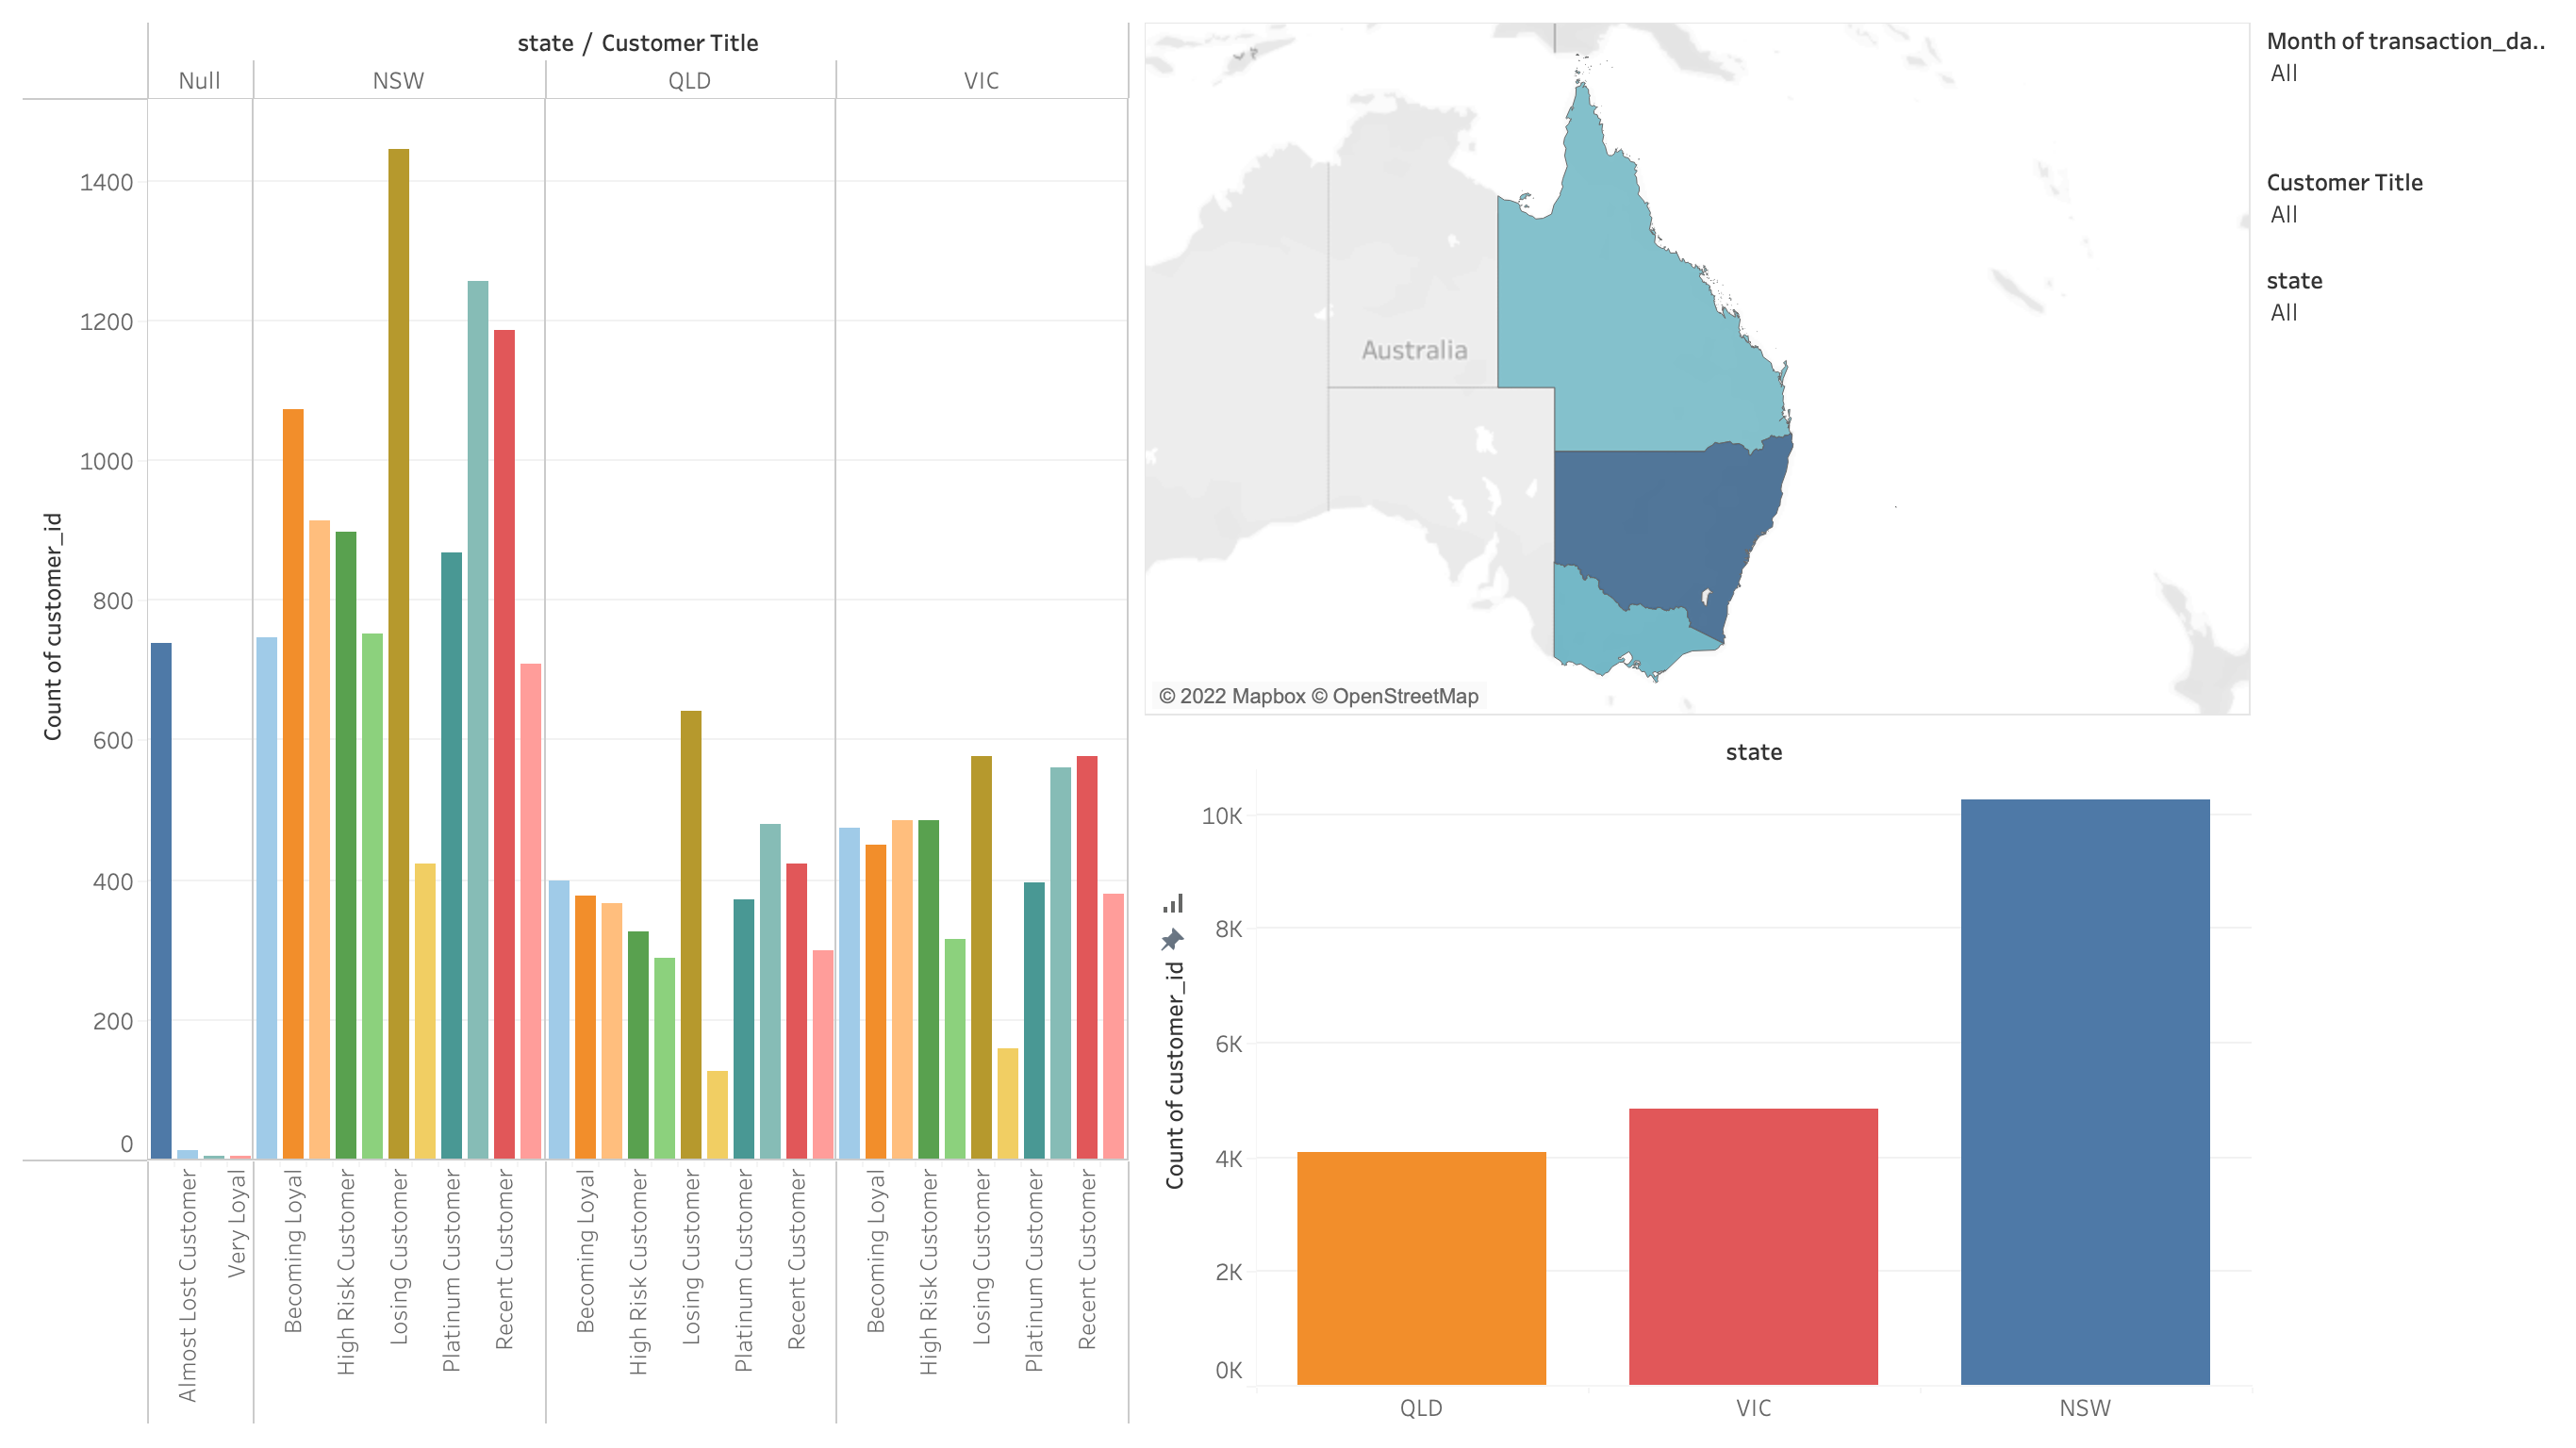 state / Customer Title
Null
NSW
QLD
VIC
1400
1200
1000
800
600
400
200
0
Count of customer_id
Almost Lost Customer
Very Loyal
Becoming Loyal
High Risk Customer
Losing Customer
Platinum Customer
Recent Customer
Becoming Loyal
High Risk Customer
Losing Customer
Platinum Customer
Recent Customer
Becoming Loyal
High Risk Customer
Losing Customer
Platinum Customer
Recent Customer
Australia
© 2022 Mapbox © OpenStreetMap
state
10K
8K
6K
4K
2K
0K
Count of customer_id
QLD
VIC
NSW
Month of transaction_da..
All
Customer Title
All
state
All